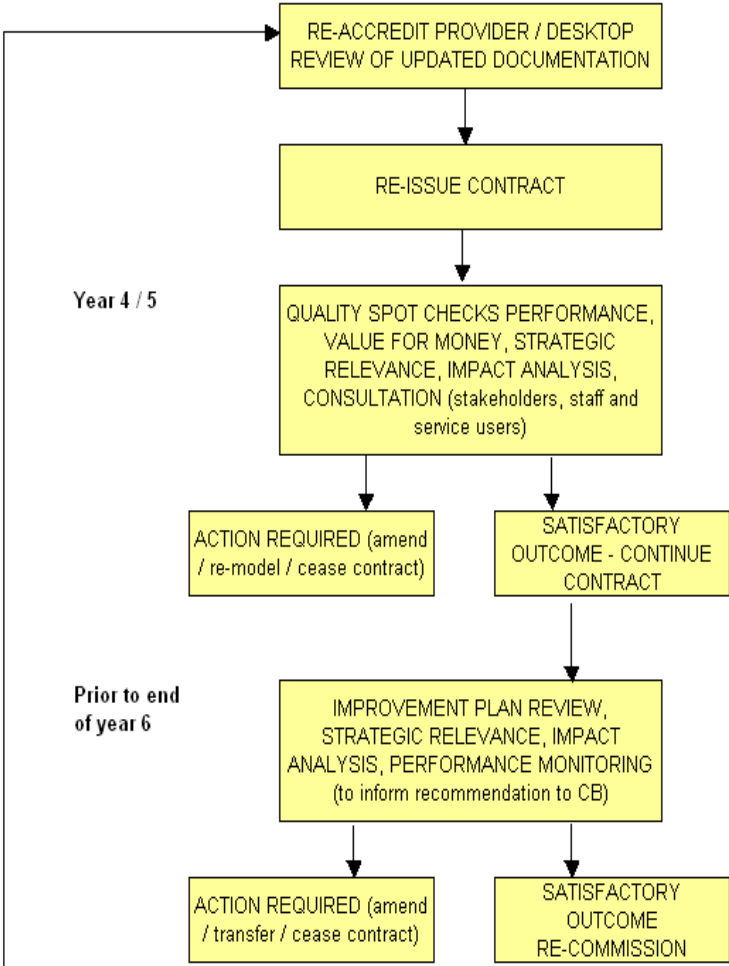 RE-ACCREDIT PROVIDER / DESKTOP
REVIEW OF UPDATED DOCUMENTATION
RE-ISSUE CONTRACT
Year 4 / 5
QUALITY SPOT CHECKS PERFORMANCE,
VALUE FOR MONEY, STRATEGIC
RELEVANCE, IMPACT ANALYSIS,
CONSULTATION (stakeholders, staff and
service users)
ACTION REQUIRED (amend
/ re-model / cease contract)
SATISFACTORY
OUTCOME - CONTINUE
CONTRACT
Prior to end
of year 6
IMPROVEMENT PLAN REVIEW,
STRATEGIC RELEVANCE, IMPACT
ANALYSIS, PERFORMANCE MONITORING
(to inform recommendation to CB)
ACTION REQUIRED (amend
/ transfer / cease contract)
SATISFACTORY
OUTCOME
RE-COMMISSION